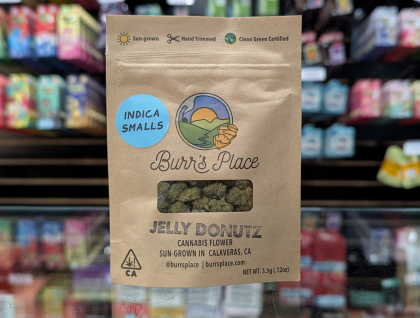 Sun grown Hand Trimmed Clean Green Certified
INDICA
SMALLS
Burr's Place
JELLY DONUTZ
CANNABIS FLOWER
SUN-GROWN IN CALAVERAS, CA
@burrsplace | burrsplace.com
CA
NET WT. 3.5g (.12oz)